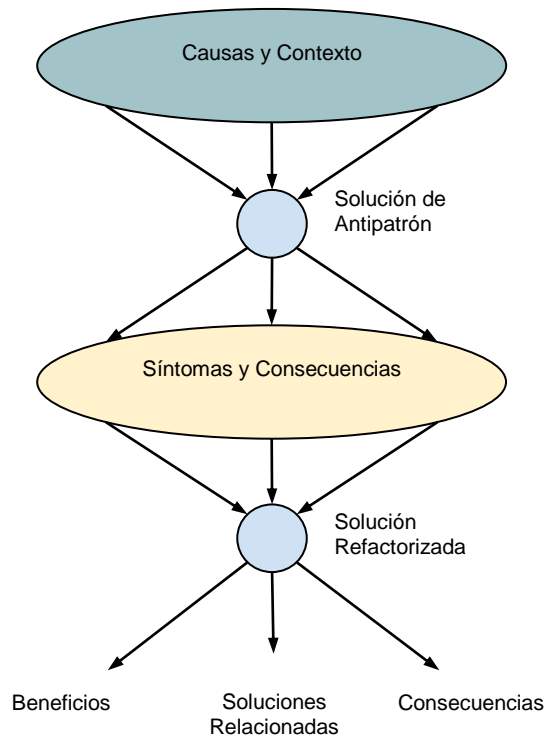 Causas y Contexto
Solución de
Antipatrón
Síntomas y Consecuencias
Solución
Refactorizada
Beneficios
Soluciones
Relacionadas
Consecuencias